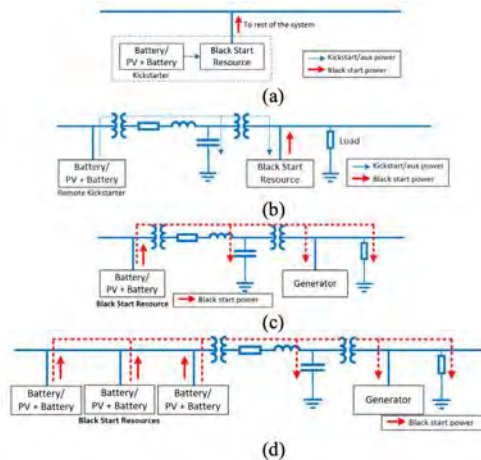 To rest of the system
Battery/
PV + Battery
Black Start
Resource
Kickstarter
Kickstart/aux power
Black start power
(a)
Load
Battery/
PV + Battery
Remote Kickstarter
Black Start
Resource
Kickstart/aux power
Black start power
(b)
Battery/
PV + Battery
Black Start Resource
Black start power
Generator
(c)
Battery/
PV + Battery
Battery/
PV + Battery
Battery/
PV + Battery
Black Start Resources
Generator
Black start power
(d)